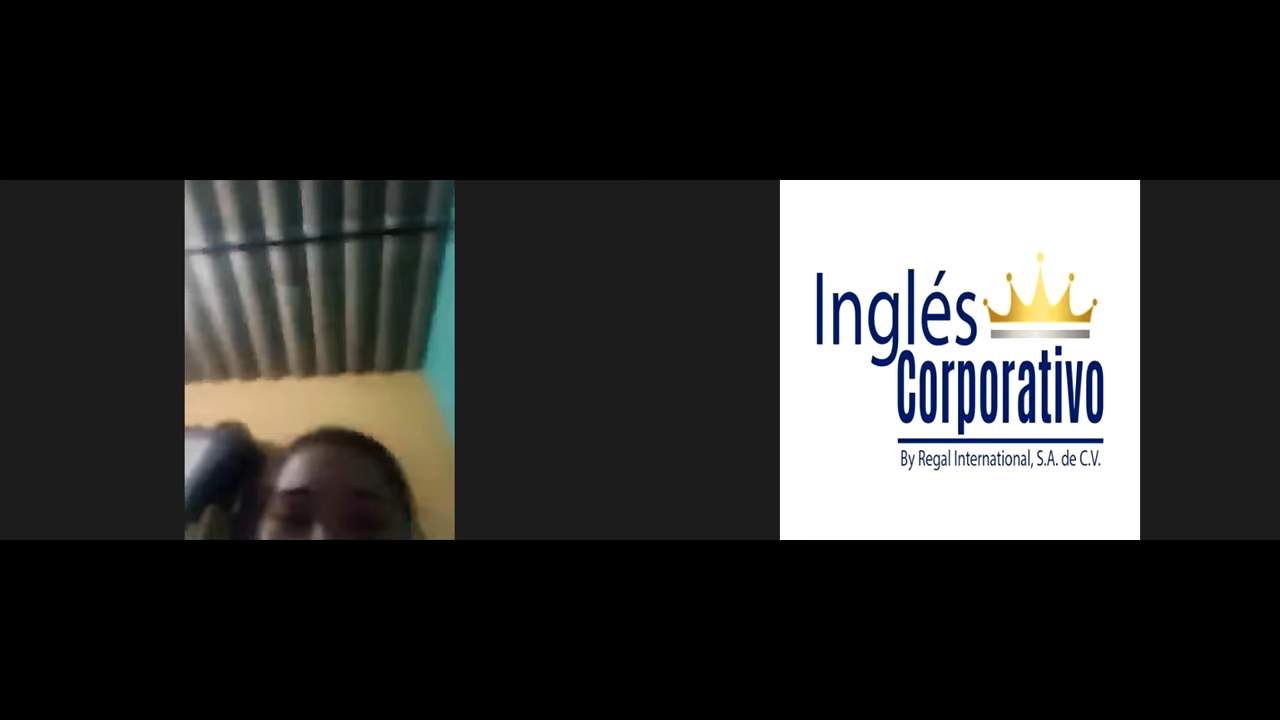 Inglés
Corporativo
By Regal International, S.A. de C.V.